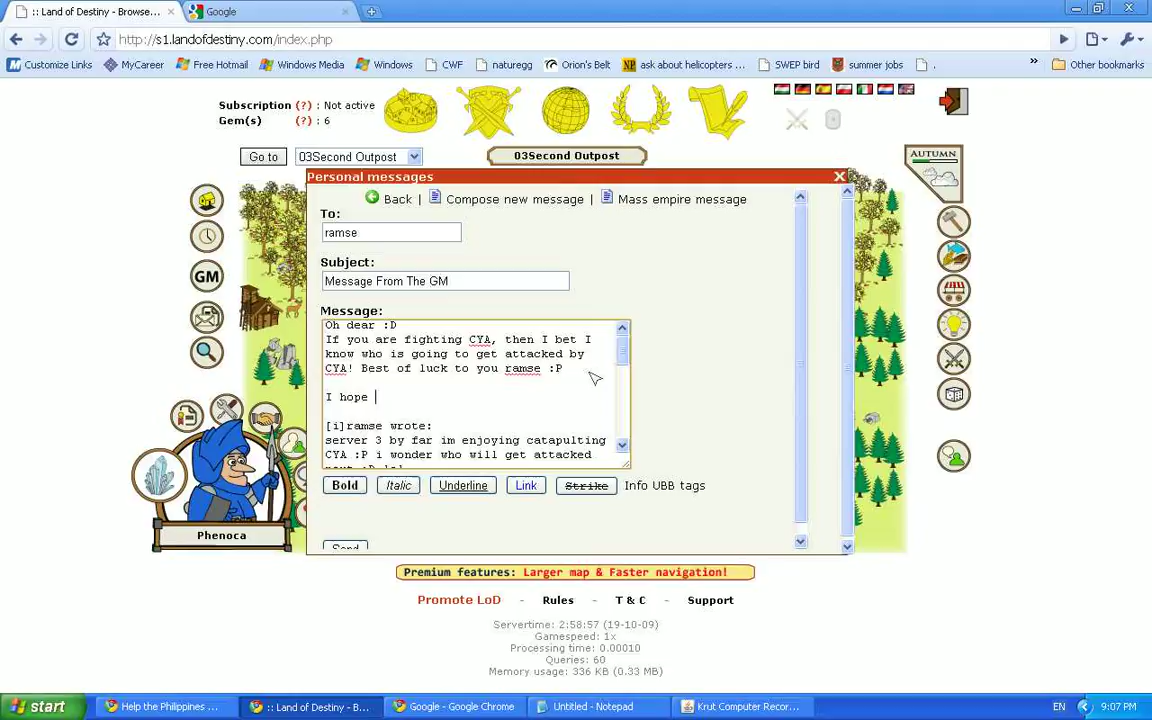 :: Land of Destiny - Browse...
Google
http://s1.landofdestiny.com/index.php
Customize Links
MyCareer
Free Hotmail
Windows Media
Windows
CWF
naturegg
Orion's Belt
NP
ask about helicopters ...
SWEP bird
summer jobs
.
»
Other bookmarks
Subscription (?) : Not active
Gem(s) (?) : 6
Go to
03Second Outpost
03Second Outpost
AUTUMN
Personal messages
X
Back | Compose new message | Mass empire message
To:
ramse
Subject:
Message From The GM
Message:
Oh dear :D
If you are fighting CYA, then I bet I
know who is going to get attacked by
CYA! Best of luck to you ramse :P
I hope
[i]ramse wrote:
server 3 by far im enjoying catapulting
CYA :P i wonder who will get attacked
next :P
Bold
Italic
Underline
Link
Strike
Info UBB tags
Send
GM
Phenoca
Premium features: Larger map & Faster navigation!
Promote LoD - Rules - T & C - Support
Servertime: 2:58:57 (19-10-09)
Gamespeed: 1x
Processing time: 0.00010
Queries: 60
Memory usage: 336 KB (0.33 MB)
start
Help the Philippines ...
:: Land of Destiny - B...
Google - Google Chrome
Untitled - Notepad
Krut Computer Recor...
9:07 PM